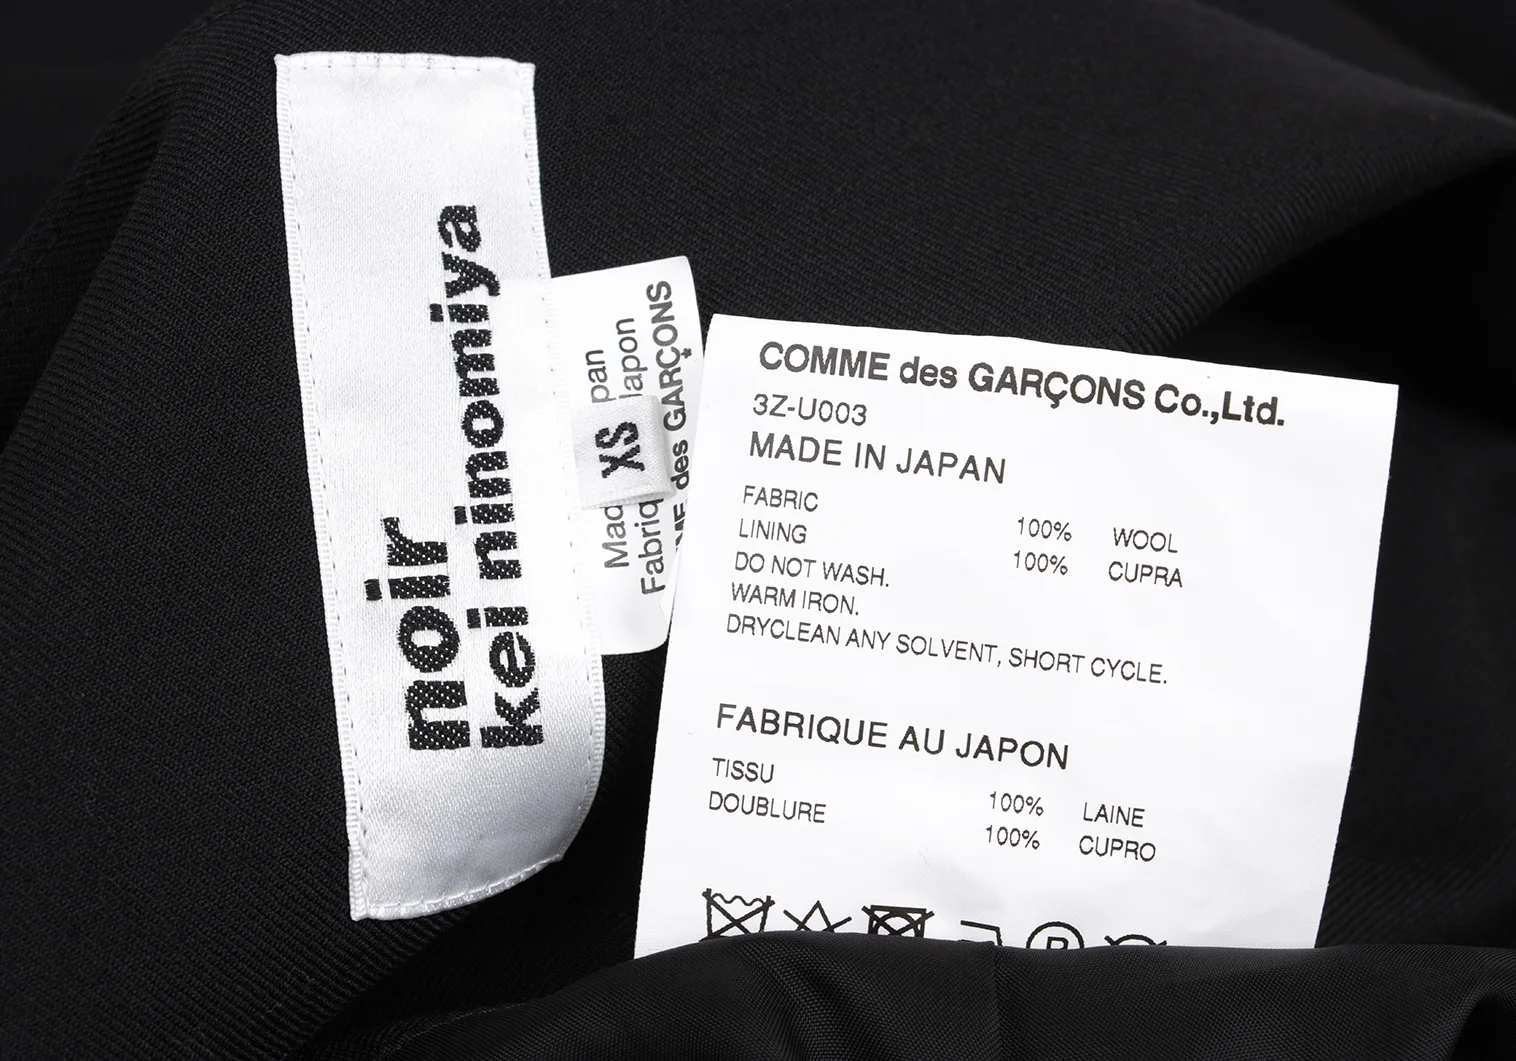 noir
kei ninomiya
XS
des GARÇONS
COMME des GARÇONS Co.,Ltd.
3Z-U003
MADE IN JAPAN
FABRIC 100% WOOL
LINING 100% CUPRA
DO NOT WASH.
WARM IRON.
DRYCLEAN ANY SOLVENT, SHORT CYCLE.
FABRIQUE AU JAPON
TISSU 100% LAINE
DOUBLURE 100% CUPRO